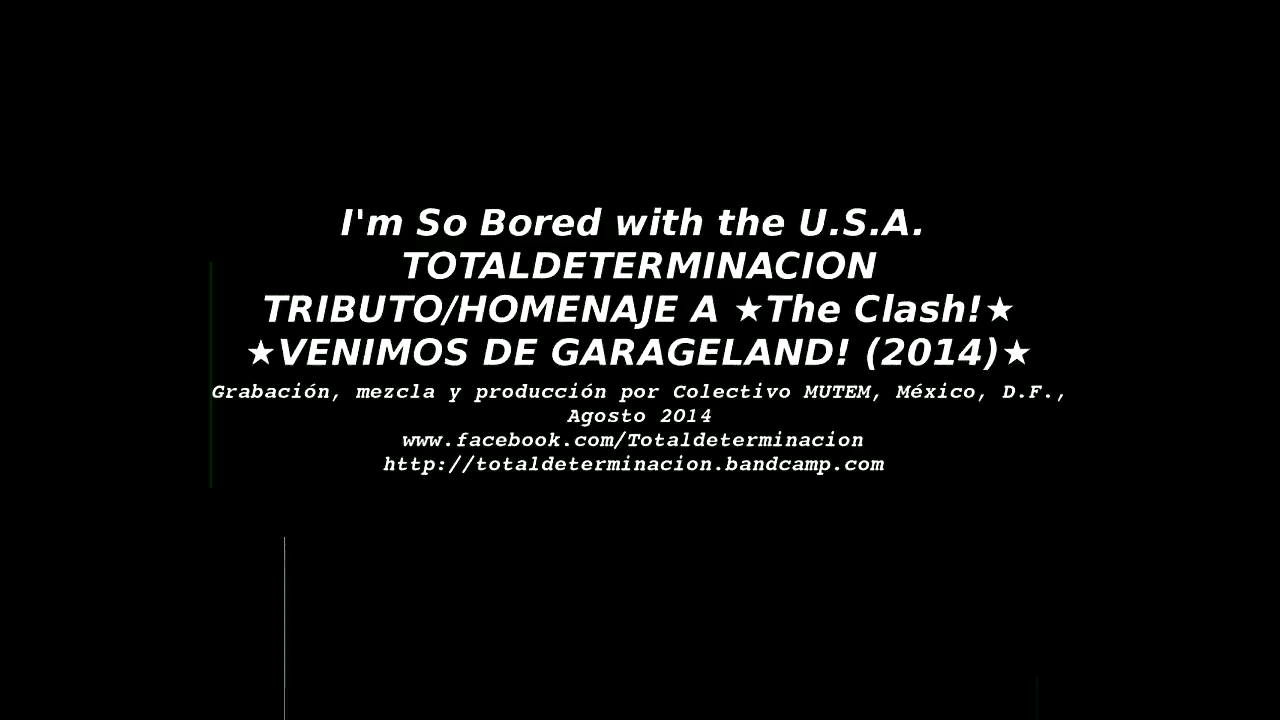 I'm So Bored with the U.S.A.
TOTALDETERMINACION
TRIBUTO/HOMENAJE A ★The Clash!★
★VENIMOS DE GARAGELAND! (2014)★
Grabación, mezcla y producción por Colectivo MUTEM, México, D.F.,
Agosto 2014
www.facebook.com/Totaldeterminacion
http://totaldeterminacion.bandcamp.com